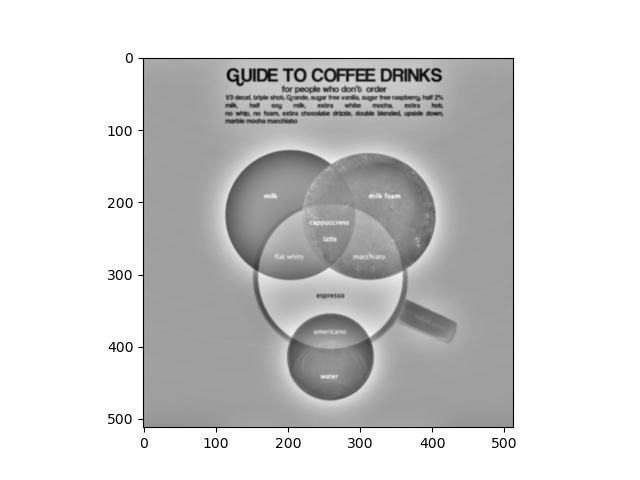 GUIDE TO COFFEE DRINKS
for people who don't order
1/3 decaf, triple shot, Grande, sugar free vanilla, sugar free raspberry, half 2%
milk, half soy milk, extra white mocha, extra hot,
no whip, no foam, extra chocolate drizzle, double blended, upside down,
marble mocha macchiato
milk
milk foam
cappuccinno
latte
flat white
macchiato
espresso
americano
water
0
100
200
300
400
500
0
100
200
300
400
500